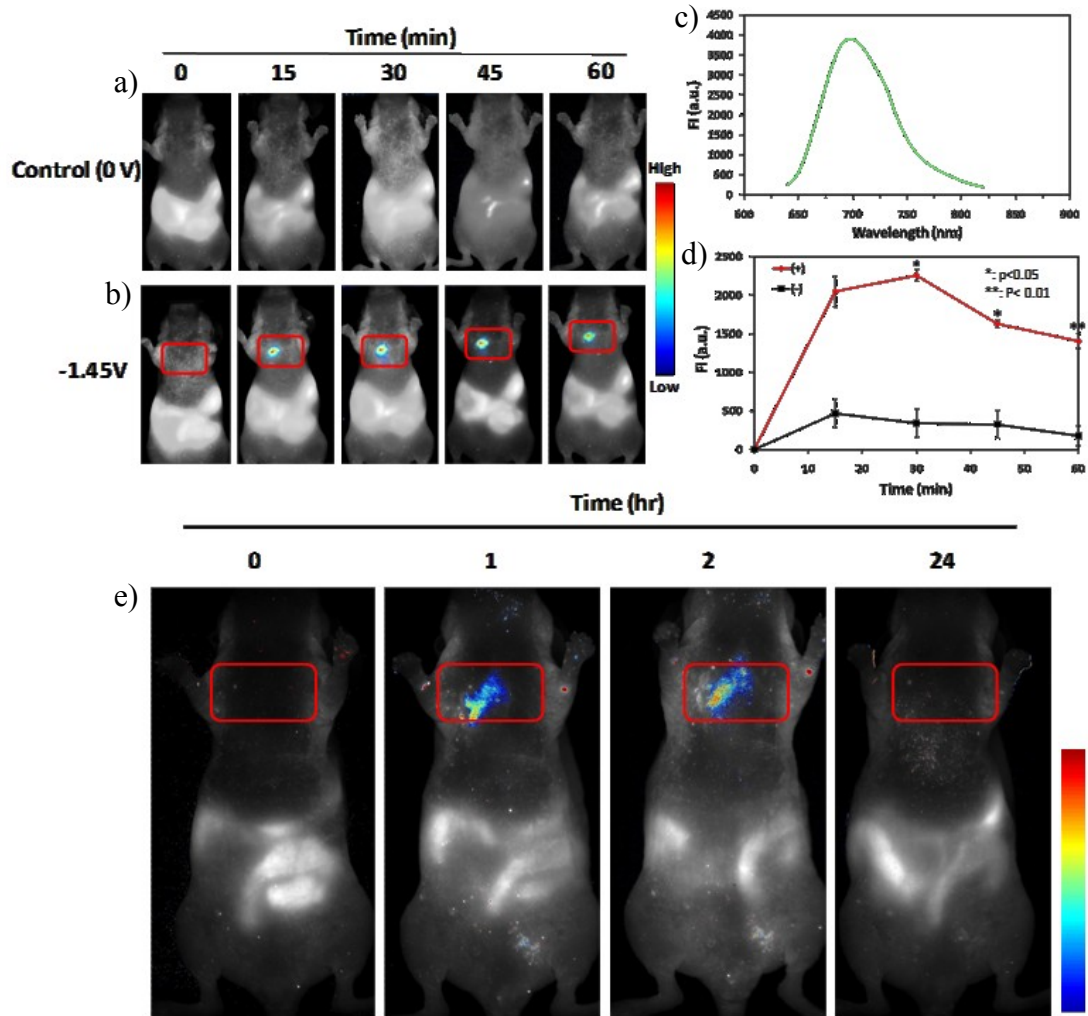 Time (min)
0 15 30 45 60
a)
Control (0 V)
High
Low
b)
-1.45V
c)
4500
4000
3500
3000
2500
2000
1500
1000
500
0
FI (a.u.)
600 650 700 750 800 850 900
Wavelength (nm)
d)
2500
2000
1500
1000
500
0
FI (a.u.)
(+)
(-)
*: p<0.05
**: P< 0.01
*
*
**
0 10 20 30 40 50 60
Time (min)
Time (hr)
0 1 2 24
e)